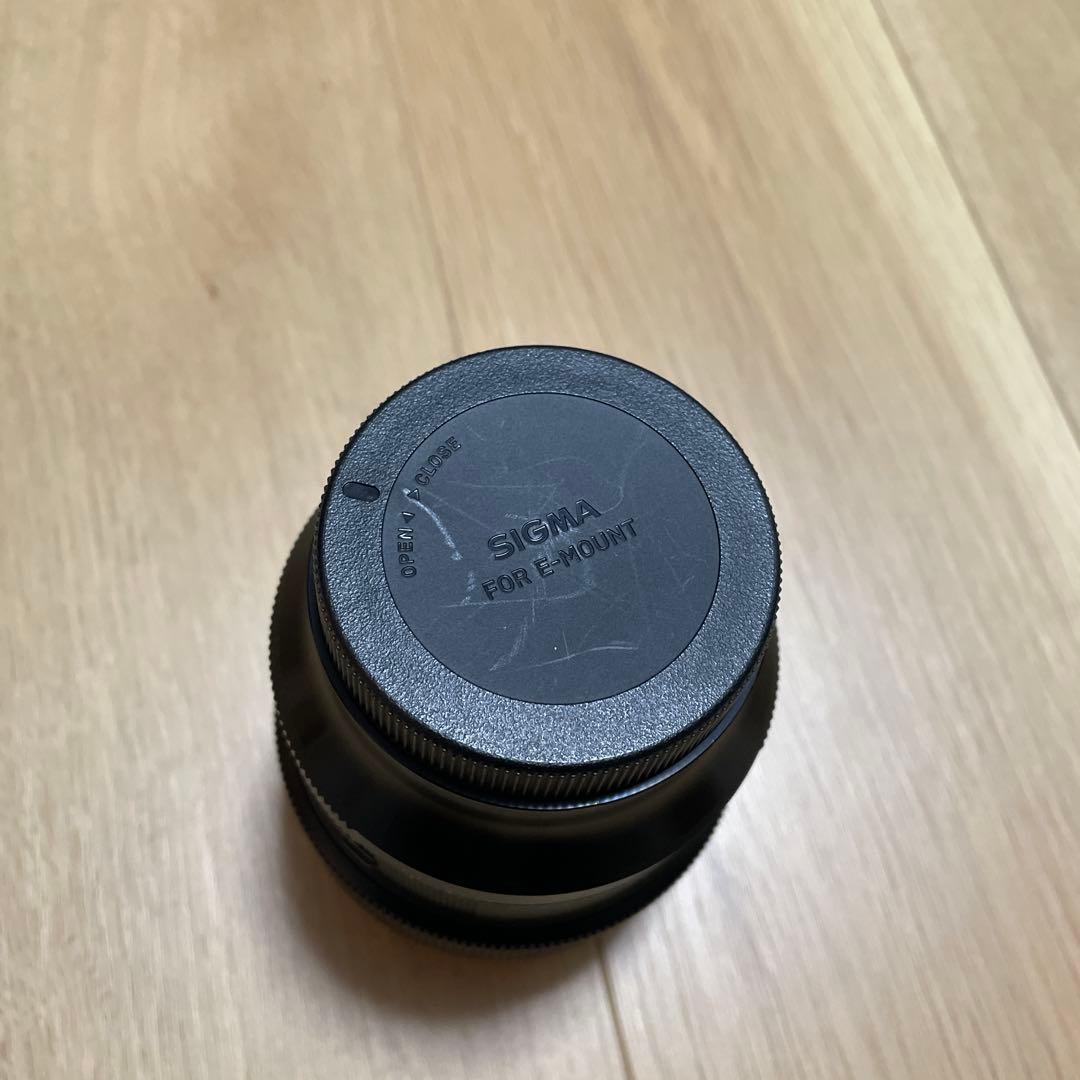 OPEN ◁ ▷ CLOSE
SIGMA
FOR E-MOUNT